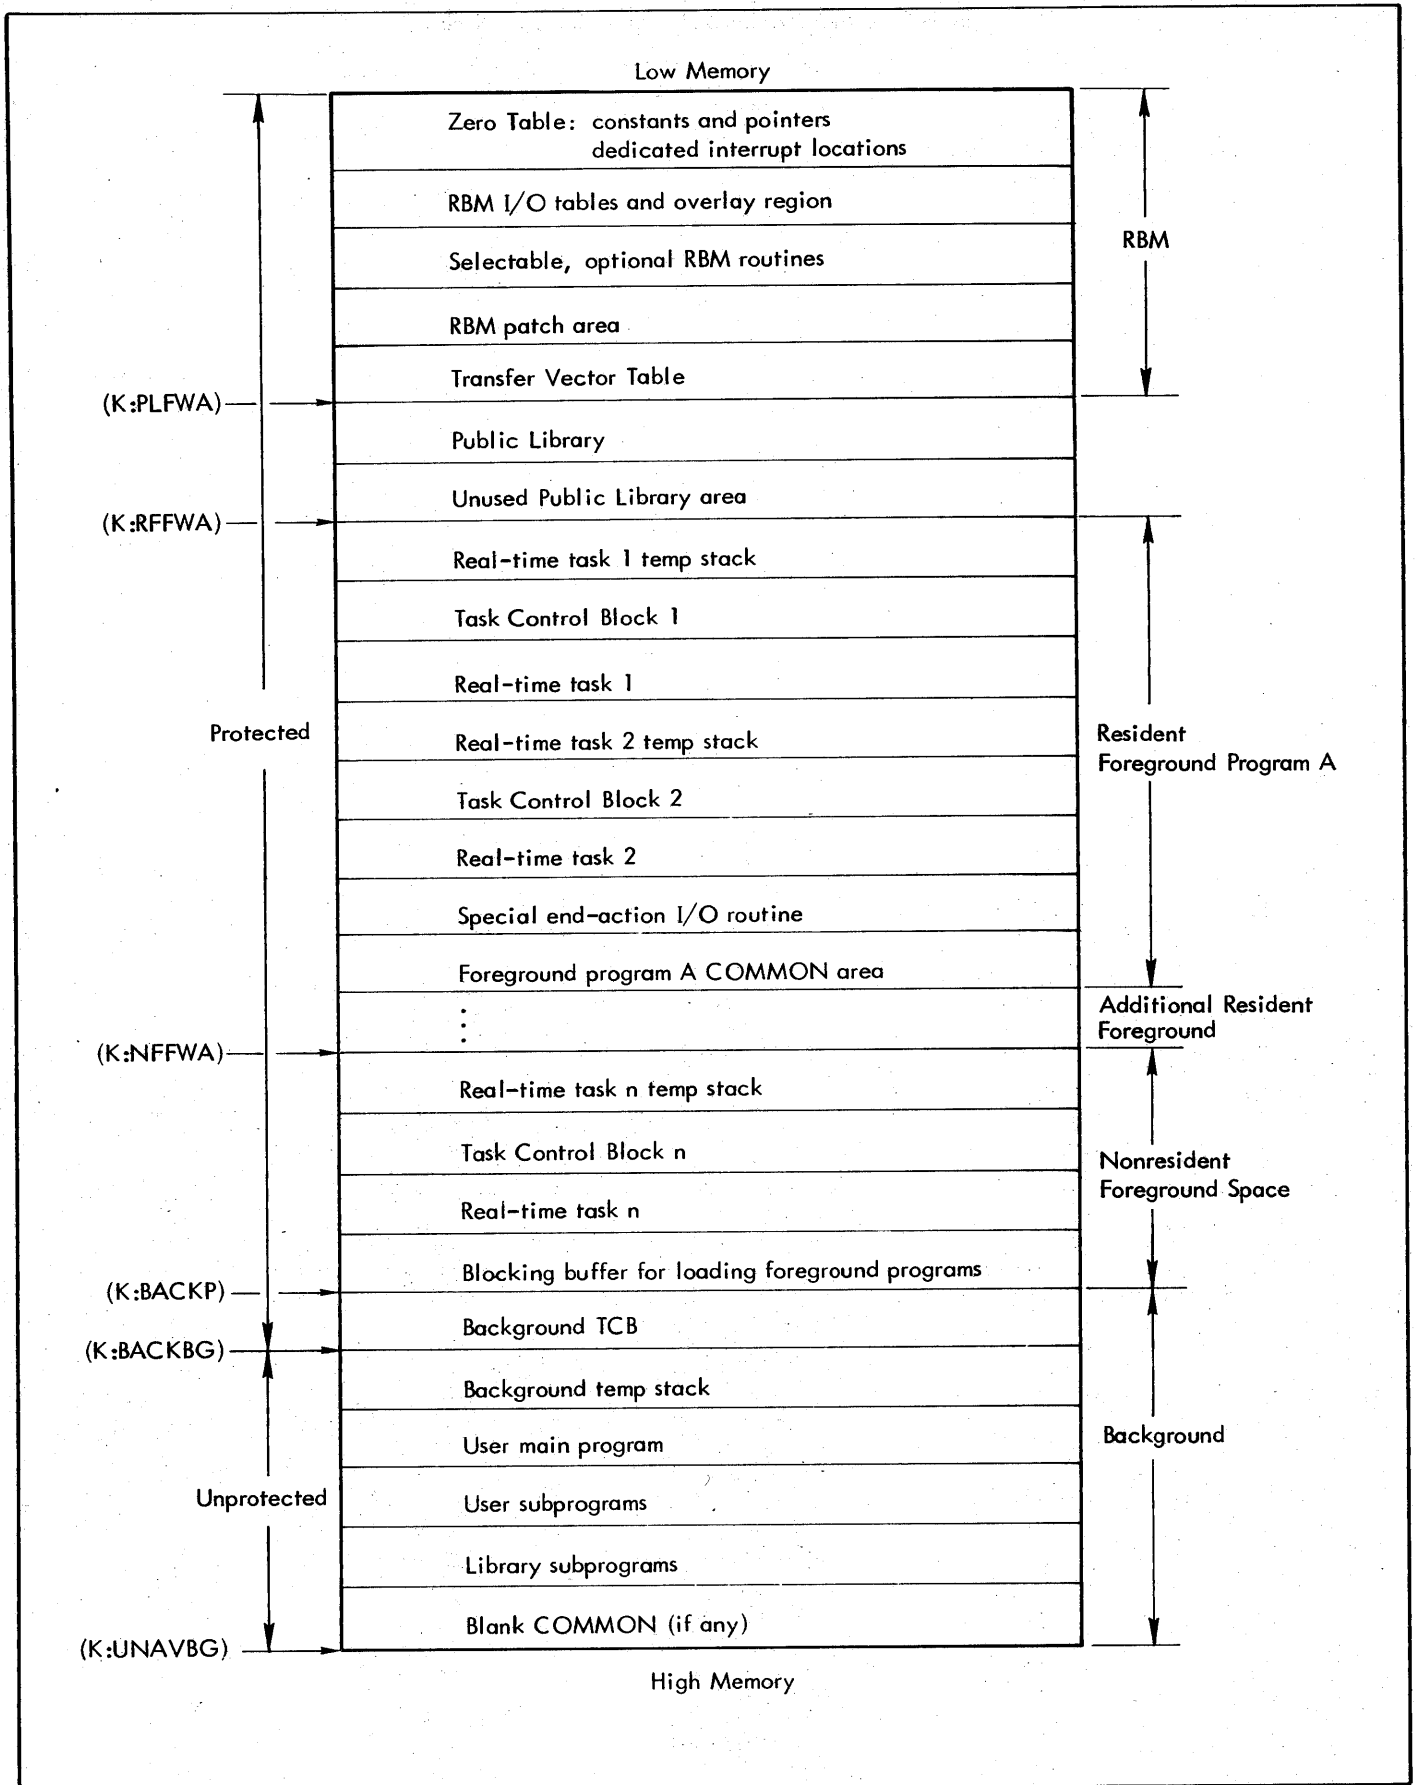 Low Memory
Zero Table: constants and pointers
dedicated interrupt locations
RBM I/O tables and overlay region
RBM
Selectable, optional RBM routines
RBM patch area
Transfer Vector Table
(K:PLFWA)
Public Library
Unused Public Library area
(K:RFFWA)
Real-time task 1 temp stack
Task Control Block 1
Real-time task 1
Protected
Real-time task 2 temp stack
Resident
Foreground Program A
Task Control Block 2
Real-time task 2
Special end-action I/O routine
Foreground program A COMMON area
Additional Resident
Foreground
(K:NFFWA)
Real-time task n temp stack
Task Control Block n
Nonresident
Foreground Space
Real-time task n
Blocking buffer for loading foreground programs
(K:BACKP)
Background TCB
(K:BACKBG)
Background temp stack
Background
User main program
Unprotected
User subprograms
Library subprograms
Blank COMMON (if any)
(K:UNAVBG)
High Memory